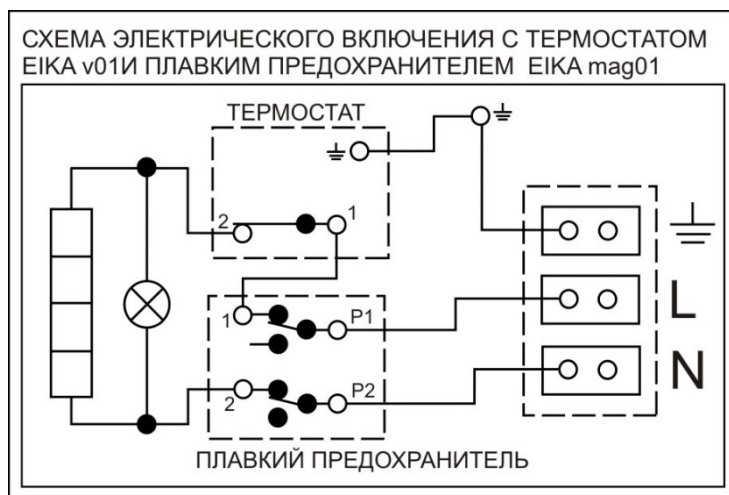 СХЕМА ЭЛЕКТРИЧЕСКОГО ВКЛЮЧЕНИЯ С ТЕРМОСТАТОМ
EIKA v01И ПЛАВКИМ ПРЕДОХРАНИТЕЛЕМ EIKA mag01
ТЕРМОСТАТ
2
1
1
P1
L
2
P2
N
ПЛАВКИЙ ПРЕДОХРАНИТЕЛЬ